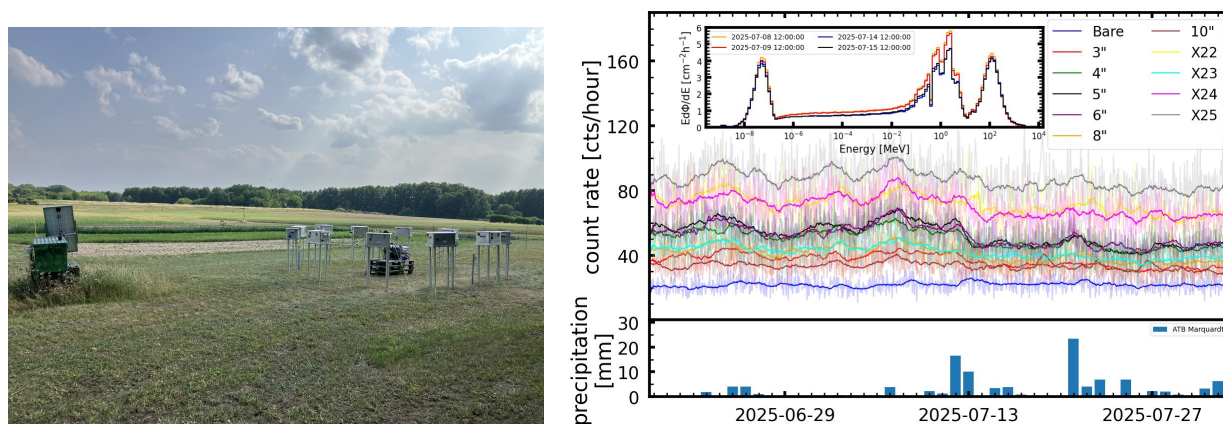 EdΦ/dE [cm⁻²h⁻¹]
6
5
4
3
2
1
0
2025-07-08 12:00:00
2025-07-09 12:00:00
2025-07-14 12:00:00
2025-07-15 12:00:00
10⁻⁸ 10⁻⁶ 10⁻⁴ 10⁻² 10⁰ 10² 10⁴
Energy [MeV]
Bare
3"
4"
5"
6"
8"
10"
X22
X23
X24
X25
count rate [cts/hour]
160
120
80
40
precipitation
[mm]
30
20
10
0
ATB Marquardt
2025-06-29 2025-07-13 2025-07-27